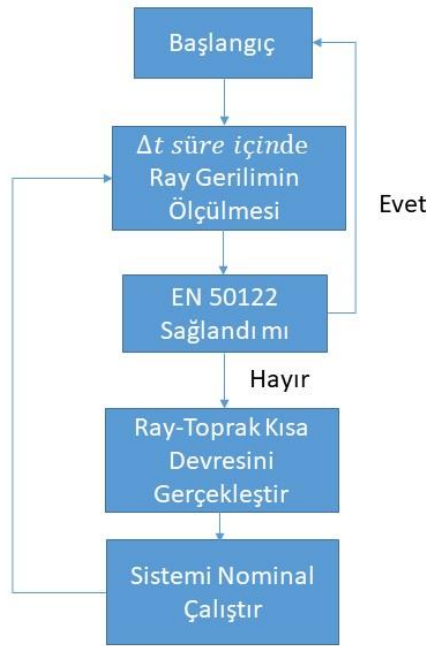 Başlangıç
Δt süre içinde
Ray Gerilimin
Ölçülmesi
Evet
EN 50122
Sağlandı mı
Hayır
Ray-Toprak Kısa
Devresini
Gerçekleştir
Sistemi Nominal
Çalıştır